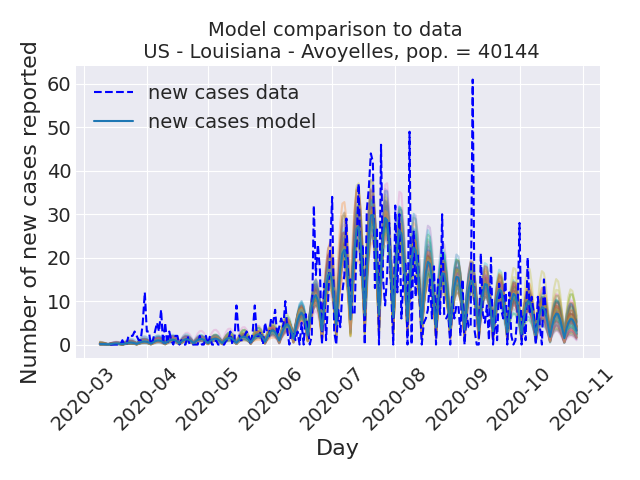 Model comparison to data
US - Louisiana - Avoyelles, pop. = 40144
Number of new cases reported
60
50
40
30
20
10
0
new cases data
new cases model
2020-03
2020-04
2020-05
2020-06
2020-07
2020-08
2020-09
2020-10
2020-11
Day